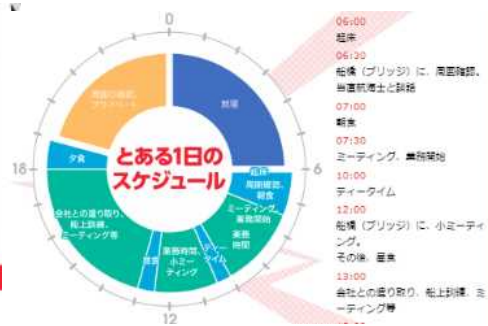 0
6
12
18
とある1日の
スケジュール
就寝
起床
周囲確認、
朝食
ミーティング、
業務開始
業務
時間
ティー
タイム
業務時間、
小ミー
ティング
昼食
会社との遣り取り、
船上訓練、
ミーティング等
夕食
06:00
起床
06:30
船橋（ブリッジ）に、周囲確認。
当直航海士と談話
07:00
朝食
07:30
ミーティング、業務開始
10:00
ティータイム
12:00
船橋（ブリッジ）に、小ミーティ
ング。
その後、昼食
13:00
会社との遣り取り、船上訓練、ミ
ーティング等